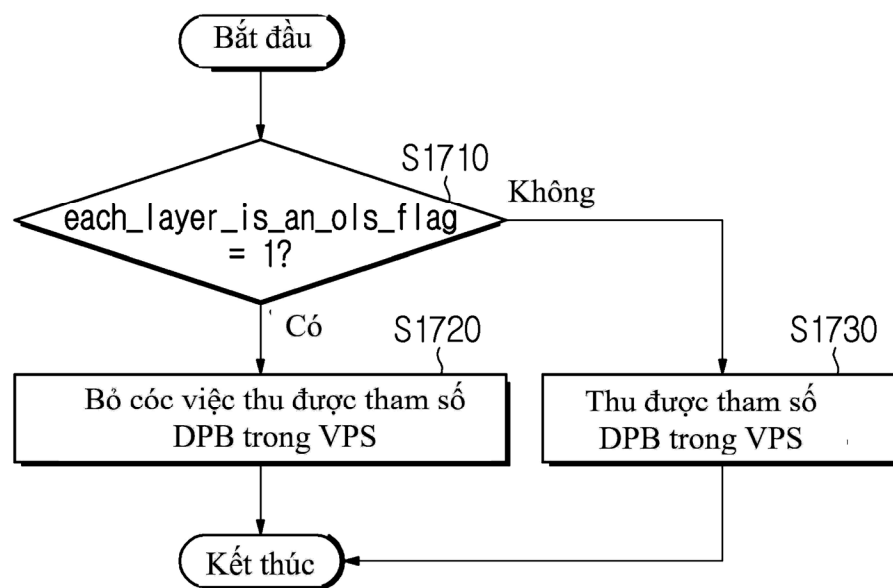 Bắt đầu
S1710
each_layer_is_an_ols_flag
= 1?
Không
Có
S1720
Bỏ cóc việc thu được tham số
DPB trong VPS
S1730
Thu được tham số
DPB trong VPS
Kết thúc